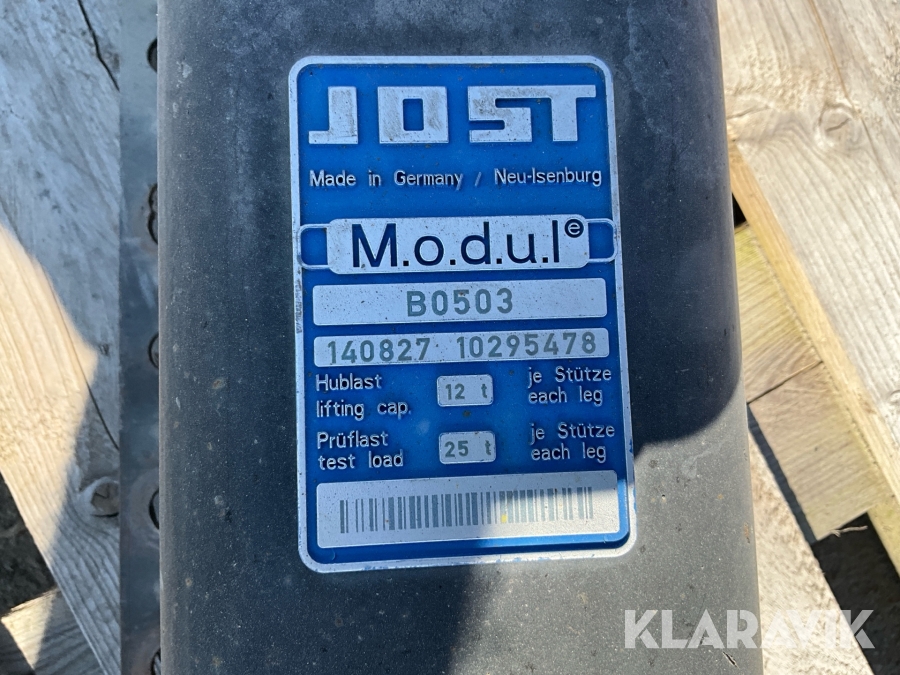 JOST
Made in Germany / Neu-Isenburg
M.o.d.u.l e
B0503
140827 10295478
Hublast 12 t je Stütze
lifting cap. each leg
Prüflast 25 t je Stütze
test load each leg
KLARAVIK